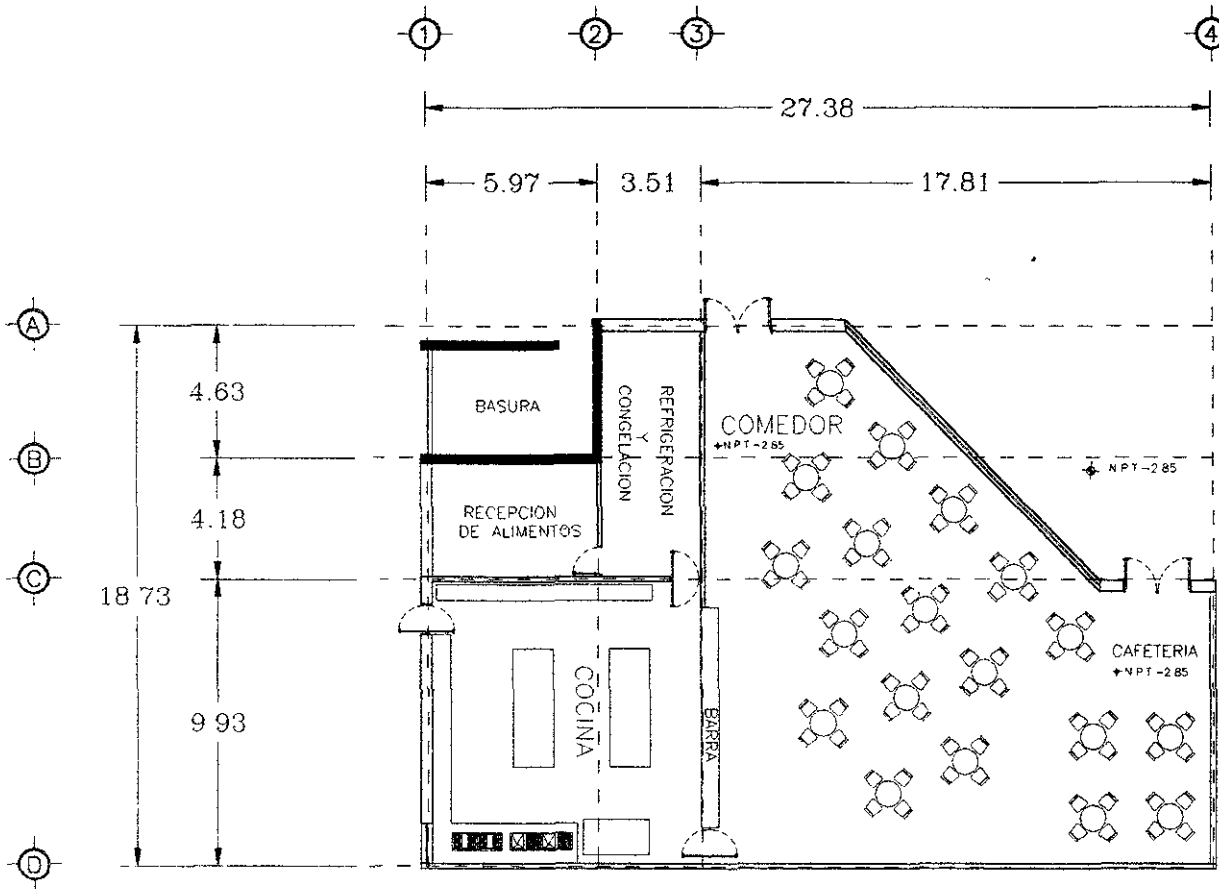 1
2
3
4
27.38
5.97
3.51
17.81
A
4.63
BASURA
REFRIGERACION
Y
CONGELACION
COMEDOR
+NPT-2.85
B
NPT-2 85
4.18
RECEPCION
DE ALIMENTOS
C
18 73
CAFETERIA
+NPT-2 85
COCINA
BARRA
9 93
D